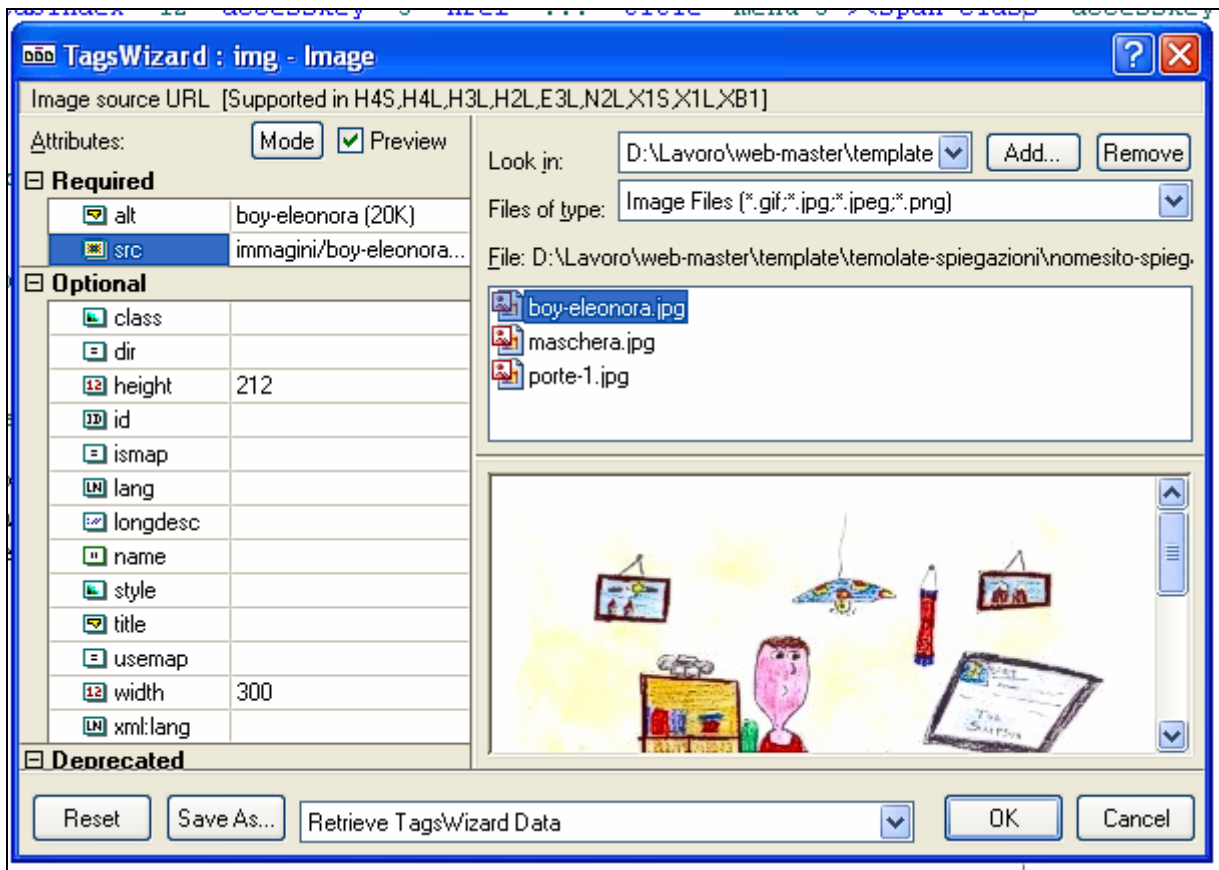 TagsWizard : img - Image
Image source URL [Supported in H4S,H4L,H3L,H2L,E3L,N2L,X1S,X1L,XB1]
Attributes:
Mode
Preview
Required
alt boy-eleonora (20K)
src immagini/boy-eleonora...
Optional
class
dir
height 212
id
ismap
lang
longdesc
name
style
title
usemap
width 300
xml:lang
Deprecated
Look in: D:\Lavoro\web-master\template
Add...
Remove
Files of type: Image Files (*.gif;*.jpg;*.jpeg;*.png)
File: D:\Lavoro\web-master\template\temolate-spiegazioni\nomesito-spieg
boy-eleonora.jpg
maschera.jpg
porte-1.jpg
Reset
Save As...
Retrieve TagsWizard Data
OK
Cancel